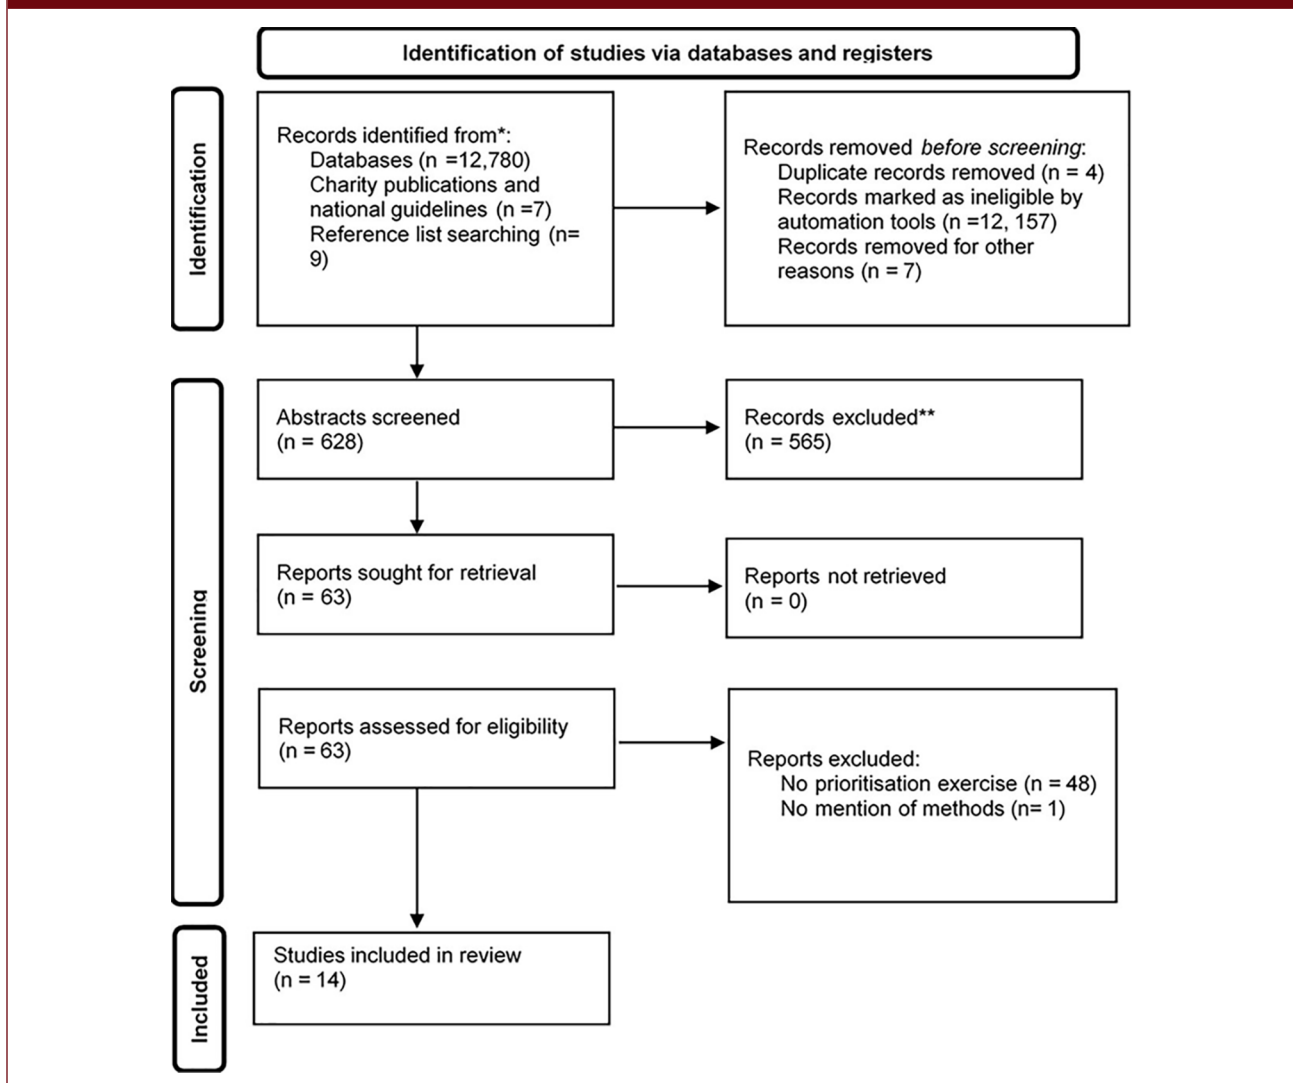 Identification of studies via databases and registers
Identification
Records identified from*:
Databases (n =12,780)
Charity publications and
national guidelines (n =7)
Reference list searching (n=
9)
Records removed before screening:
Duplicate records removed (n = 4)
Records marked as ineligible by
automation tools (n =12, 157)
Records removed for other
reasons (n = 7)
Screening
Abstracts screened
(n = 628)
Records excluded**
(n = 565)
Reports sought for retrieval
(n = 63)
Reports not retrieved
(n = 0)
Reports assessed for eligibility
(n = 63)
Reports excluded:
No prioritisation exercise (n = 48)
No mention of methods (n= 1)
Included
Studies included in review
(n = 14)